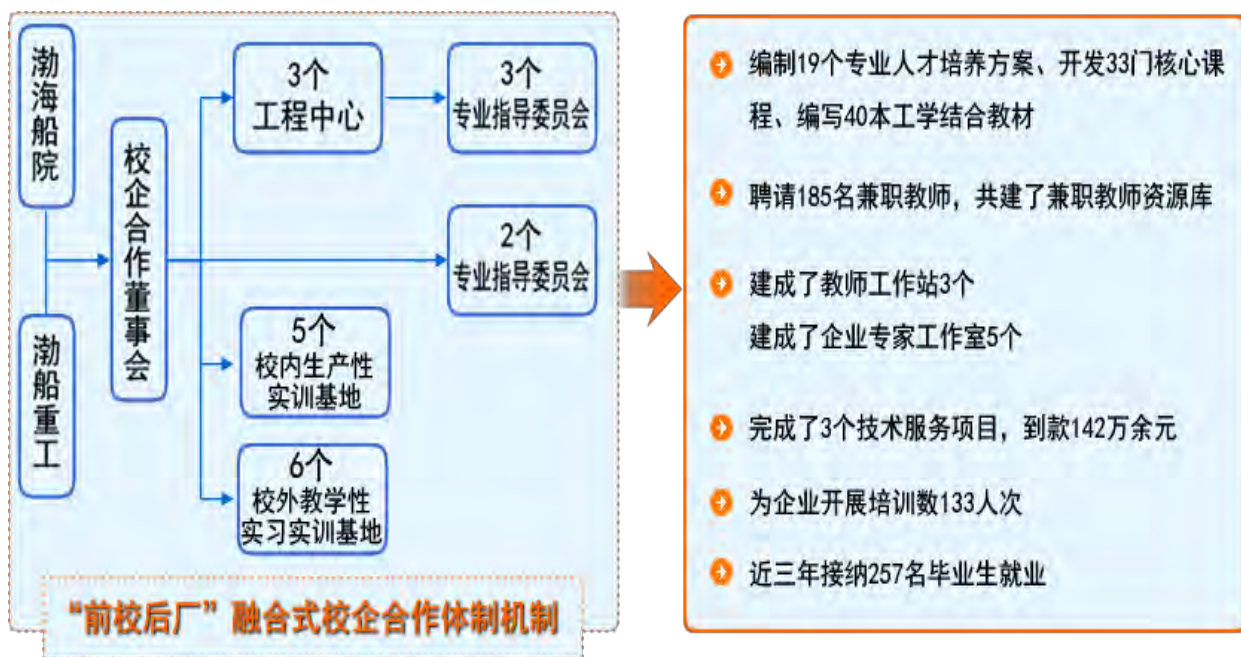 渤海船院
渤船重工
校企合作董事会
3个
工程中心
3个
专业指导委员会
2个
专业指导委员会
5个
校内生产性
实训基地
6个
校外教学性
实习实训基地
“前校后厂”融合式校企合作体制机制
编制19个专业人才培养方案、开发33门核心课
程、编写40本工学结合教材
聘请185名兼职教师，共建了兼职教师资源库
建成了教师工作站3个
建成了企业专家工作室5个
完成了3个技术服务项目，到款142万余元
为企业开展培训数133人次
近三年接纳257名毕业生就业